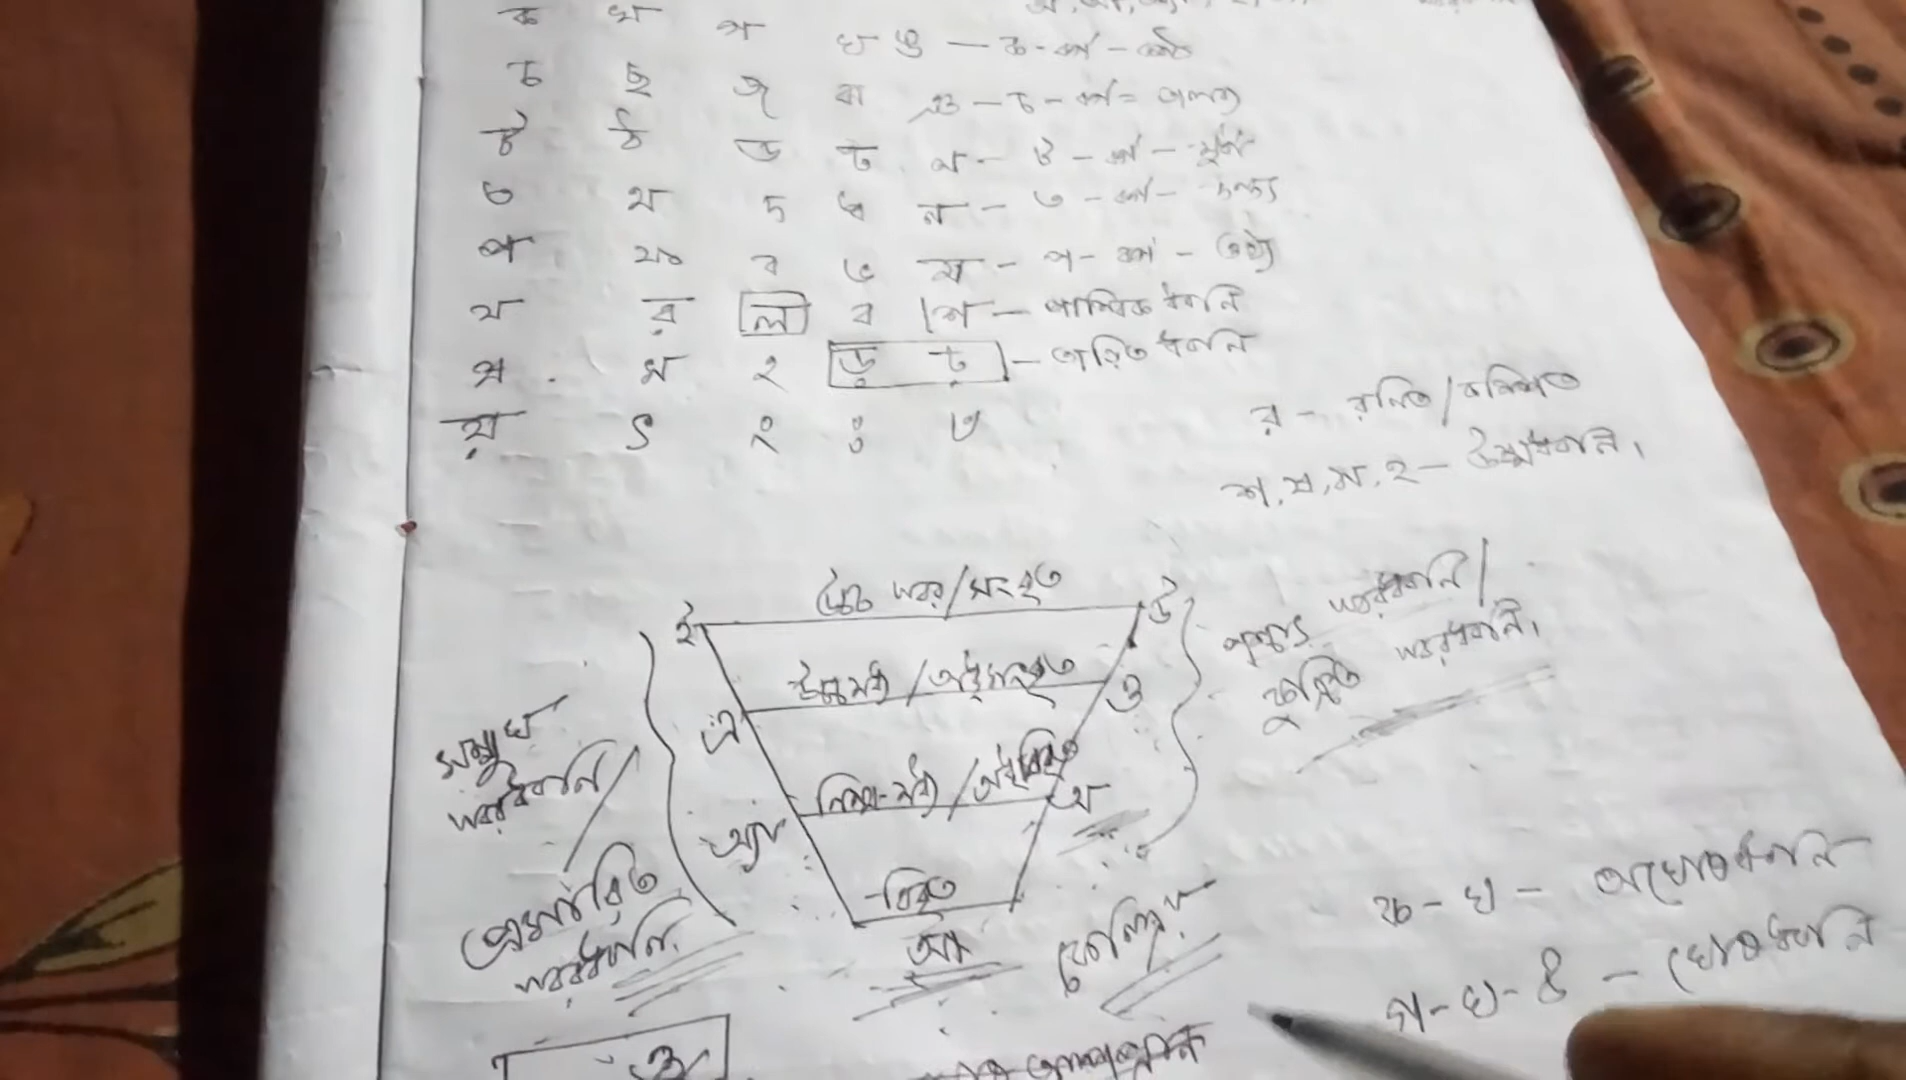 ক খ গ ঘ ঙ — ক - বর্গ - কণ্ঠ
চ ছ জ ঝ ঞ — চ - বর্গ = তালব্য
ট ঠ ড ঢ ণ — ট - বর্গ — মূর্ধা
ত থ দ ধ ন — ত - বর্গ — দন্ত্য
প ফ ব ভ ম — প - বর্গ - ওষ্ঠ্য
য র ল ব শ — পার্শ্বিক ধ্বনি
ষ স হ ড় ঢ় — তাড়িত ধ্বনি
য় ৎ ং ঃ ঁ
র — রনিত/কম্পিত
শ, ষ, স, হ — উষ্মধ্বনি।
উচ্চ স্বর/সংবৃত
ই উ
উচ্চমধ্য/অর্ধসংবৃত
এ ও
নিম্ন-মধ্য/অর্ধবিবৃত
অ্যা অ
বিবৃত
আ
সম্মুখ
স্বরধ্বনি/
প্রসারিত
স্বরধ্বনি।
পশ্চাৎ স্বরধ্বনি/
কুঞ্চিত স্বরধ্বনি।
ক - খ — অঘোষধ্বনি
গ - ঘ - ঙ — ঘোষধ্বনি